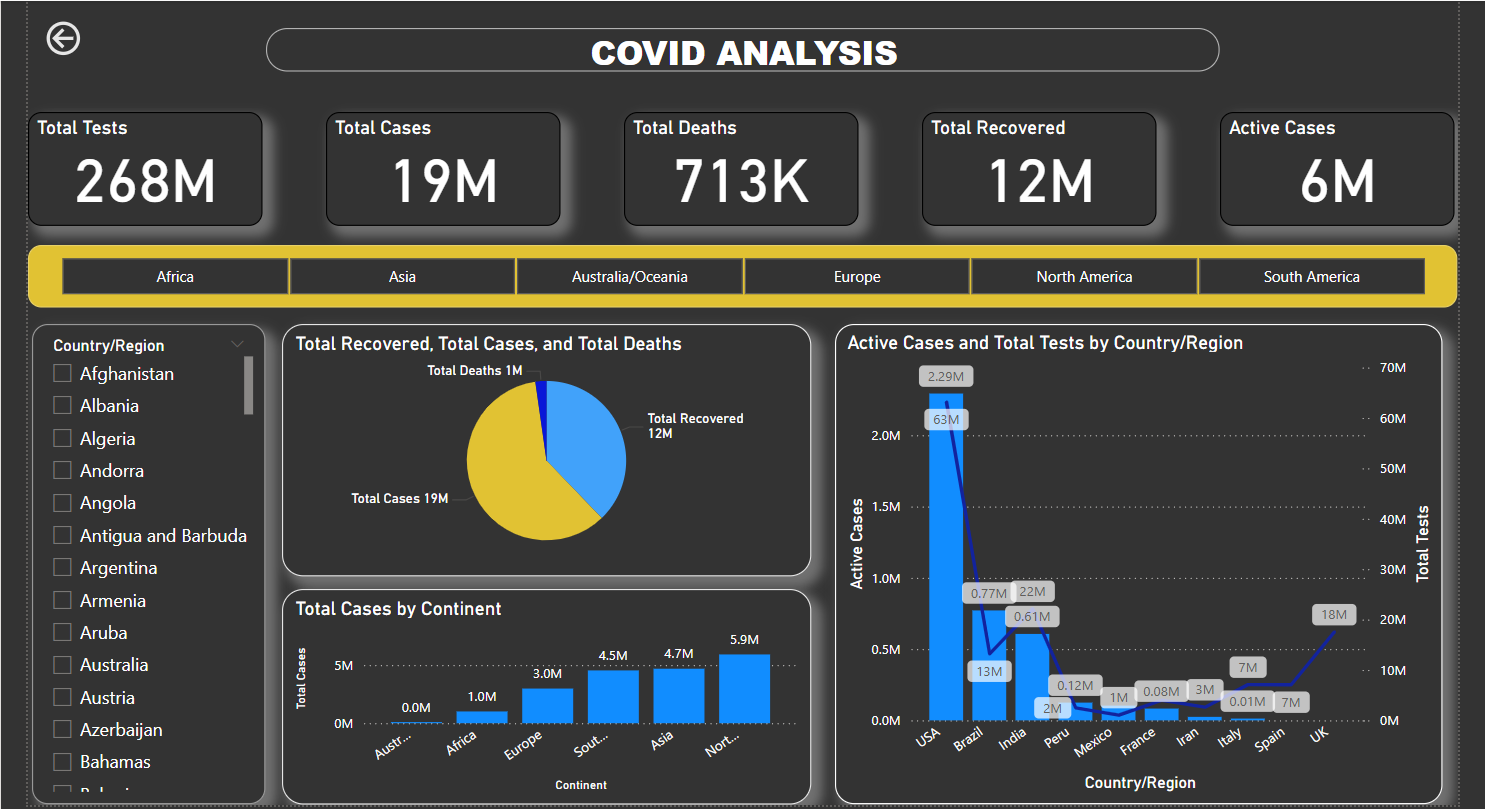 COVID ANALYSIS
Total Tests
268M
Total Cases
19M
Total Deaths
713K
Total Recovered
12M
Active Cases
6M
Africa
Asia
Australia/Oceania
Europe
North America
South America
Country/Region
Afghanistan
Albania
Algeria
Andorra
Angola
Antigua and Barbuda
Argentina
Armenia
Aruba
Australia
Austria
Azerbaijan
Bahamas
Total Recovered, Total Cases, and Total Deaths
Total Deaths 1M
Total Recovered
12M
Total Cases 19M
Total Cases by Continent
Total Cases
5M
0M
0.0M
1.0M
3.0M
4.5M
4.7M
5.9M
Austr...
Africa
Europe
Sout...
Asia
Nort...
Continent
Active Cases and Total Tests by Country/Region
Active Cases
2.0M
1.5M
1.0M
0.5M
0.0M
2.29M
63M
0.77M
22M
0.61M
13M
0.12M
2M
1M
0.08M
3M
7M
0.01M
7M
18M
70M
60M
50M
40M
30M
20M
10M
0M
Total Tests
USA
Brazil
India
Peru
Mexico
France
Iran
Italy
Spain
UK
Country/Region